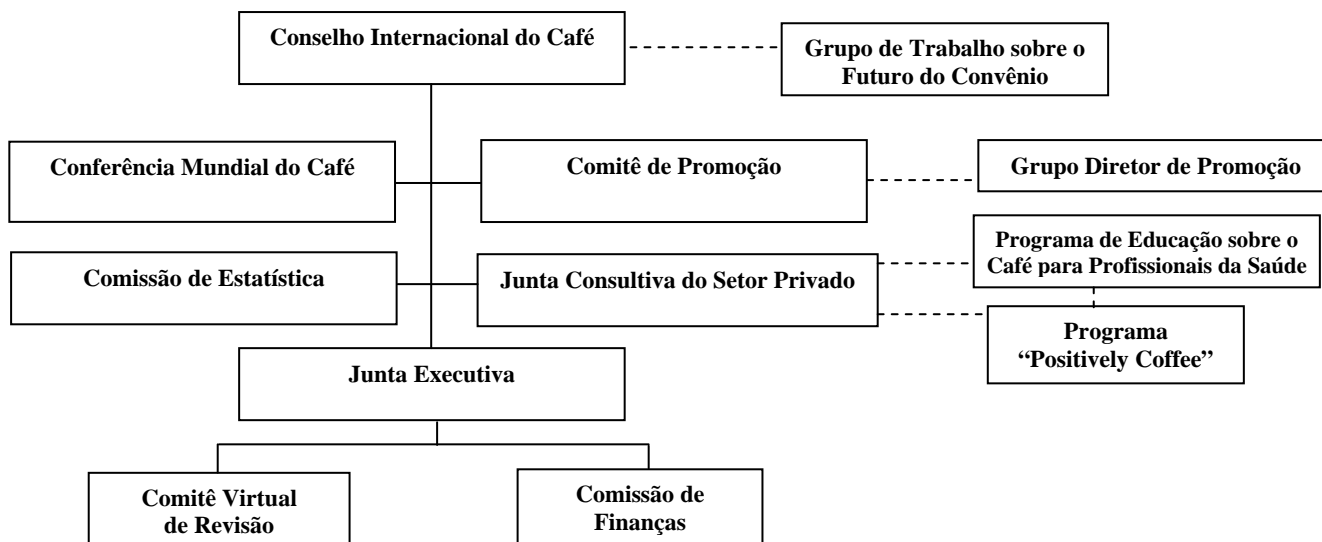 Conselho Internacional do Café
Grupo de Trabalho sobre o
Futuro do Convênio
Conferência Mundial do Café
Comitê de Promoção
Grupo Diretor de Promoção
Comissão de Estatística
Junta Consultiva do Setor Privado
Programa de Educação sobre o
Café para Profissionais da Saúde
Programa
“Positively Coffee”
Junta Executiva
Comitê Virtual
de Revisão
Comissão de
Finanças